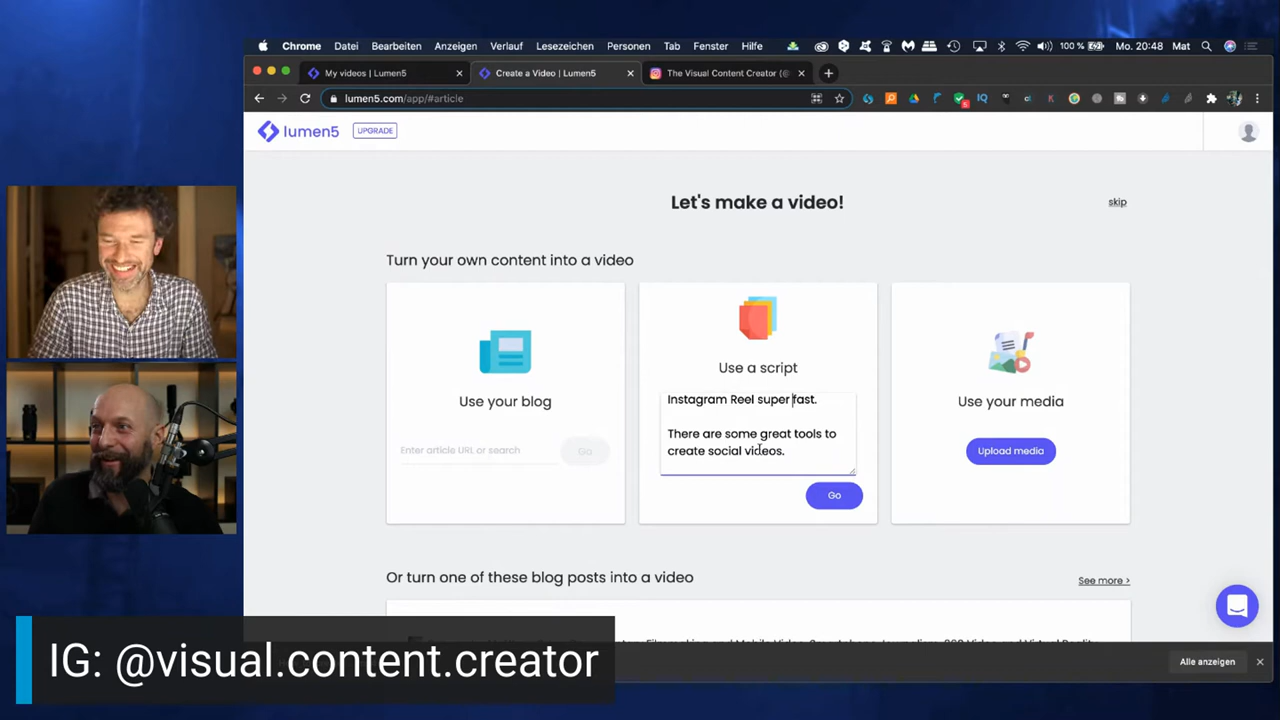 Chrome Datei Bearbeiten Anzeigen Verlauf Lesezeichen Personen Tab Fenster Hilfe 100 % Mo. 20:48 Mat
My videos | Lumen5
Create a Video | Lumen5
The Visual Content Creator (@
lumen5.com/app/#article
lumen5 UPGRADE
Let's make a video!
skip
Turn your own content into a video
Use your blog
Enter article URL or search
Go
Use a script
Instagram Reel super fast.
There are some great tools to
create social videos.
Go
Use your media
Upload media
Or turn one of these blog posts into a video
See more >
IG: @visual.content.creator
Alle anzeigen